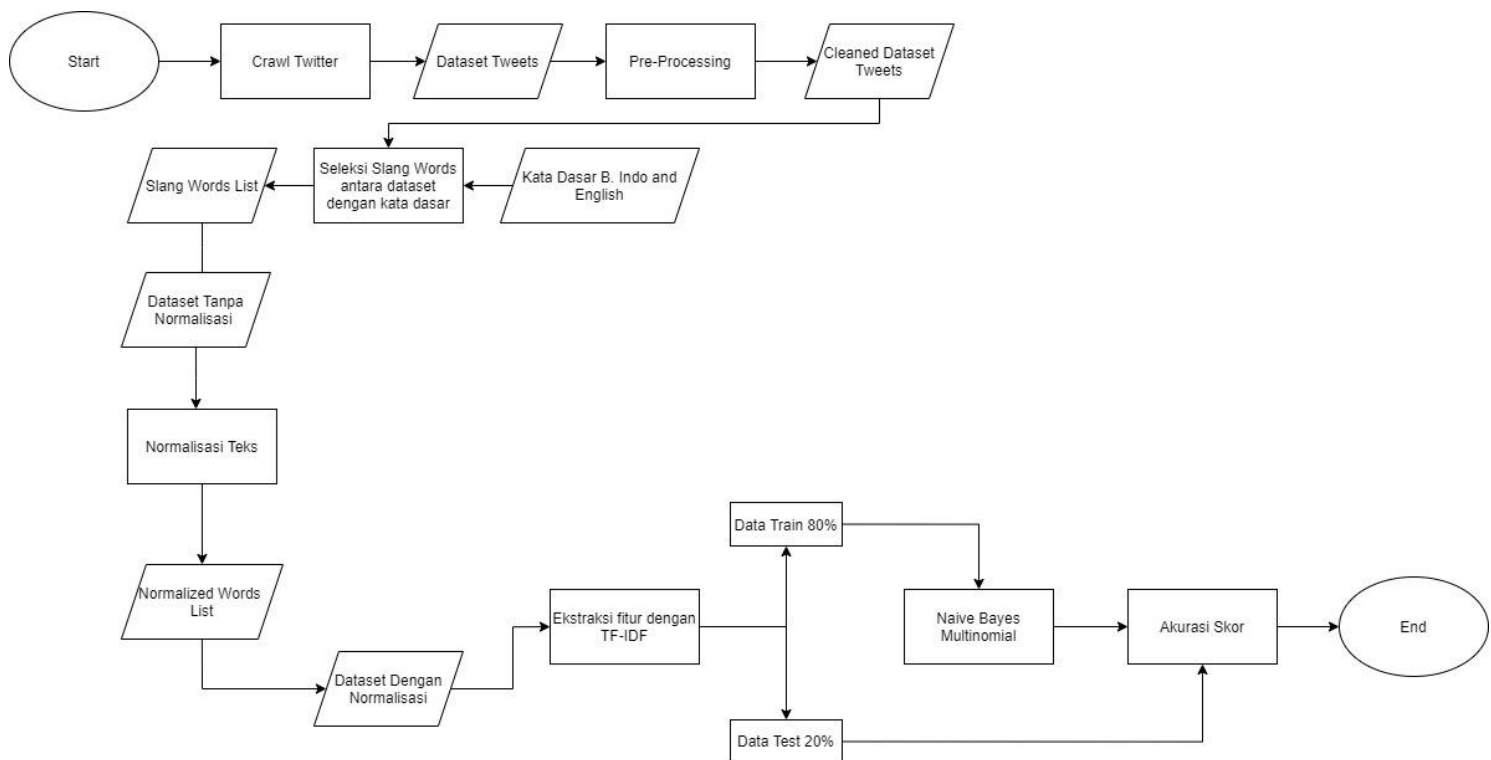 Start
Crawl Twitter
Dataset Tweets
Pre-Processing
Cleaned Dataset
Tweets
Slang Words List
Seleksi Slang Words
antara dataset
dengan kata dasar
Kata Dasar B. Indo and
English
Dataset Tanpa
Normalisasi
Normalisasi Teks
Normalized Words
List
Dataset Dengan
Normalisasi
Ekstraksi fitur dengan
TF-IDF
Data Train 80%
Data Test 20%
Naive Bayes
Multinomial
Akurasi Skor
End